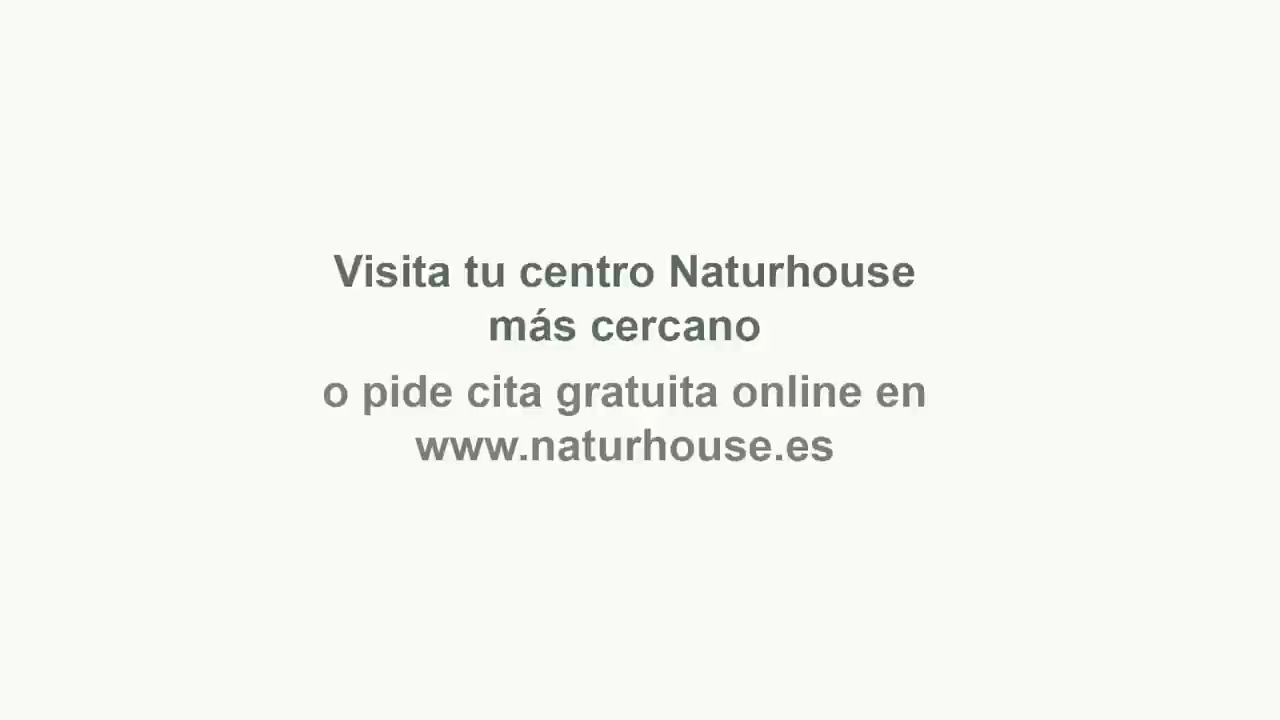 Visita tu centro Naturhouse
más cercano
o pide cita gratuita online en
www.naturhouse.es